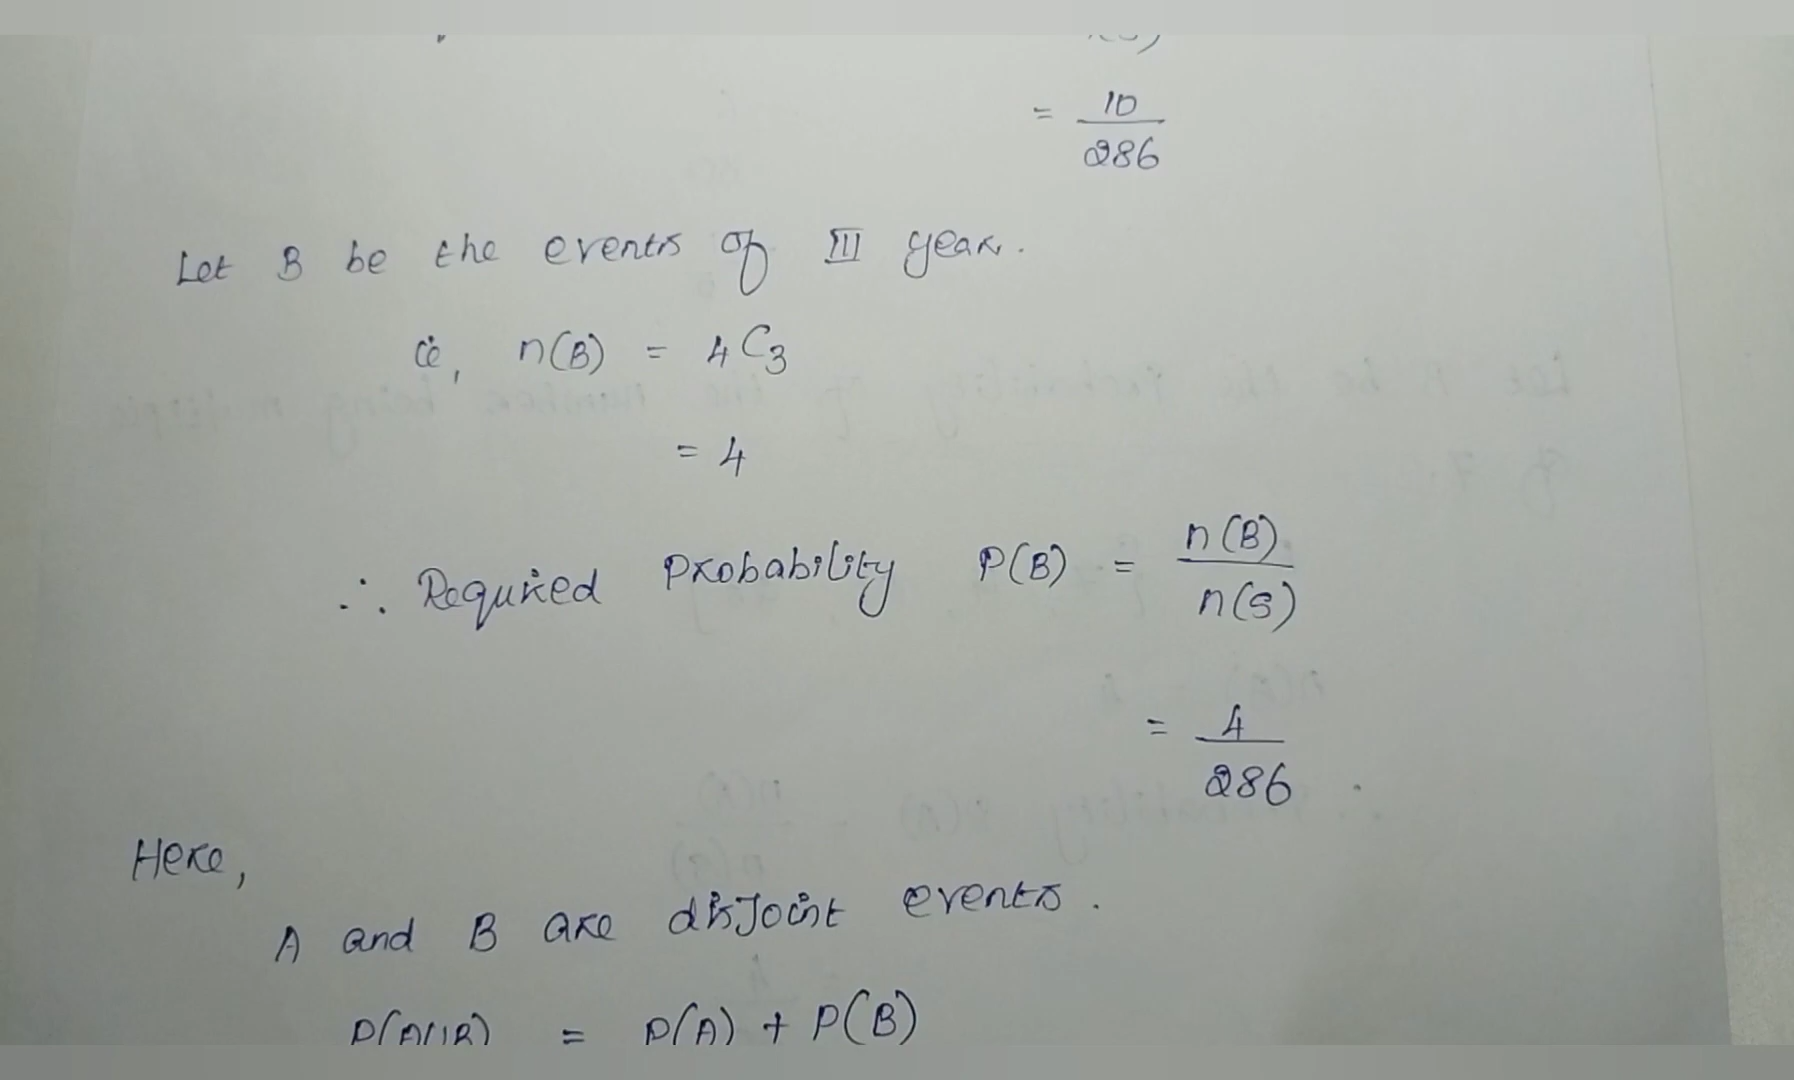 = 10/286
Let B be the events of III year.
ie, n(B) = 4C3
= 4
∴ Required Probability P(B) = n(B)/n(S)
= 4/286.
Here,
A and B are disjoint events.
P(A∪B) = P(A) + P(B)